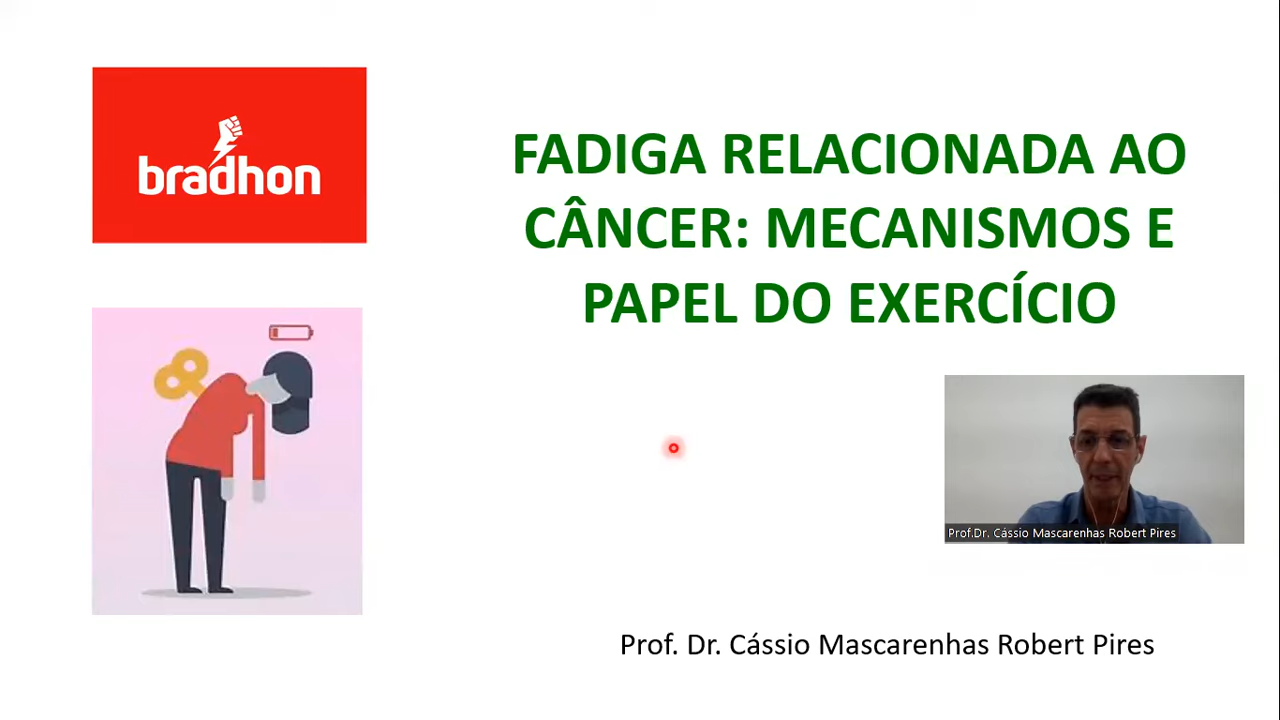 bradhon
FADIGA RELACIONADA AO
CÂNCER: MECANISMOS E
PAPEL DO EXERCÍCIO
Prof.Dr. Cássio Mascarenhas Robert Pires
Prof. Dr. Cássio Mascarenhas Robert Pires